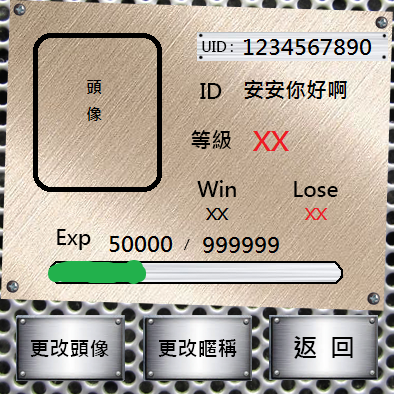 頭
像
UID: 1234567890
ID 安安你好啊
等級 XX
Win Lose
XX XX
Exp 50000 / 999999
更改頭像 更改暱稱 返 回